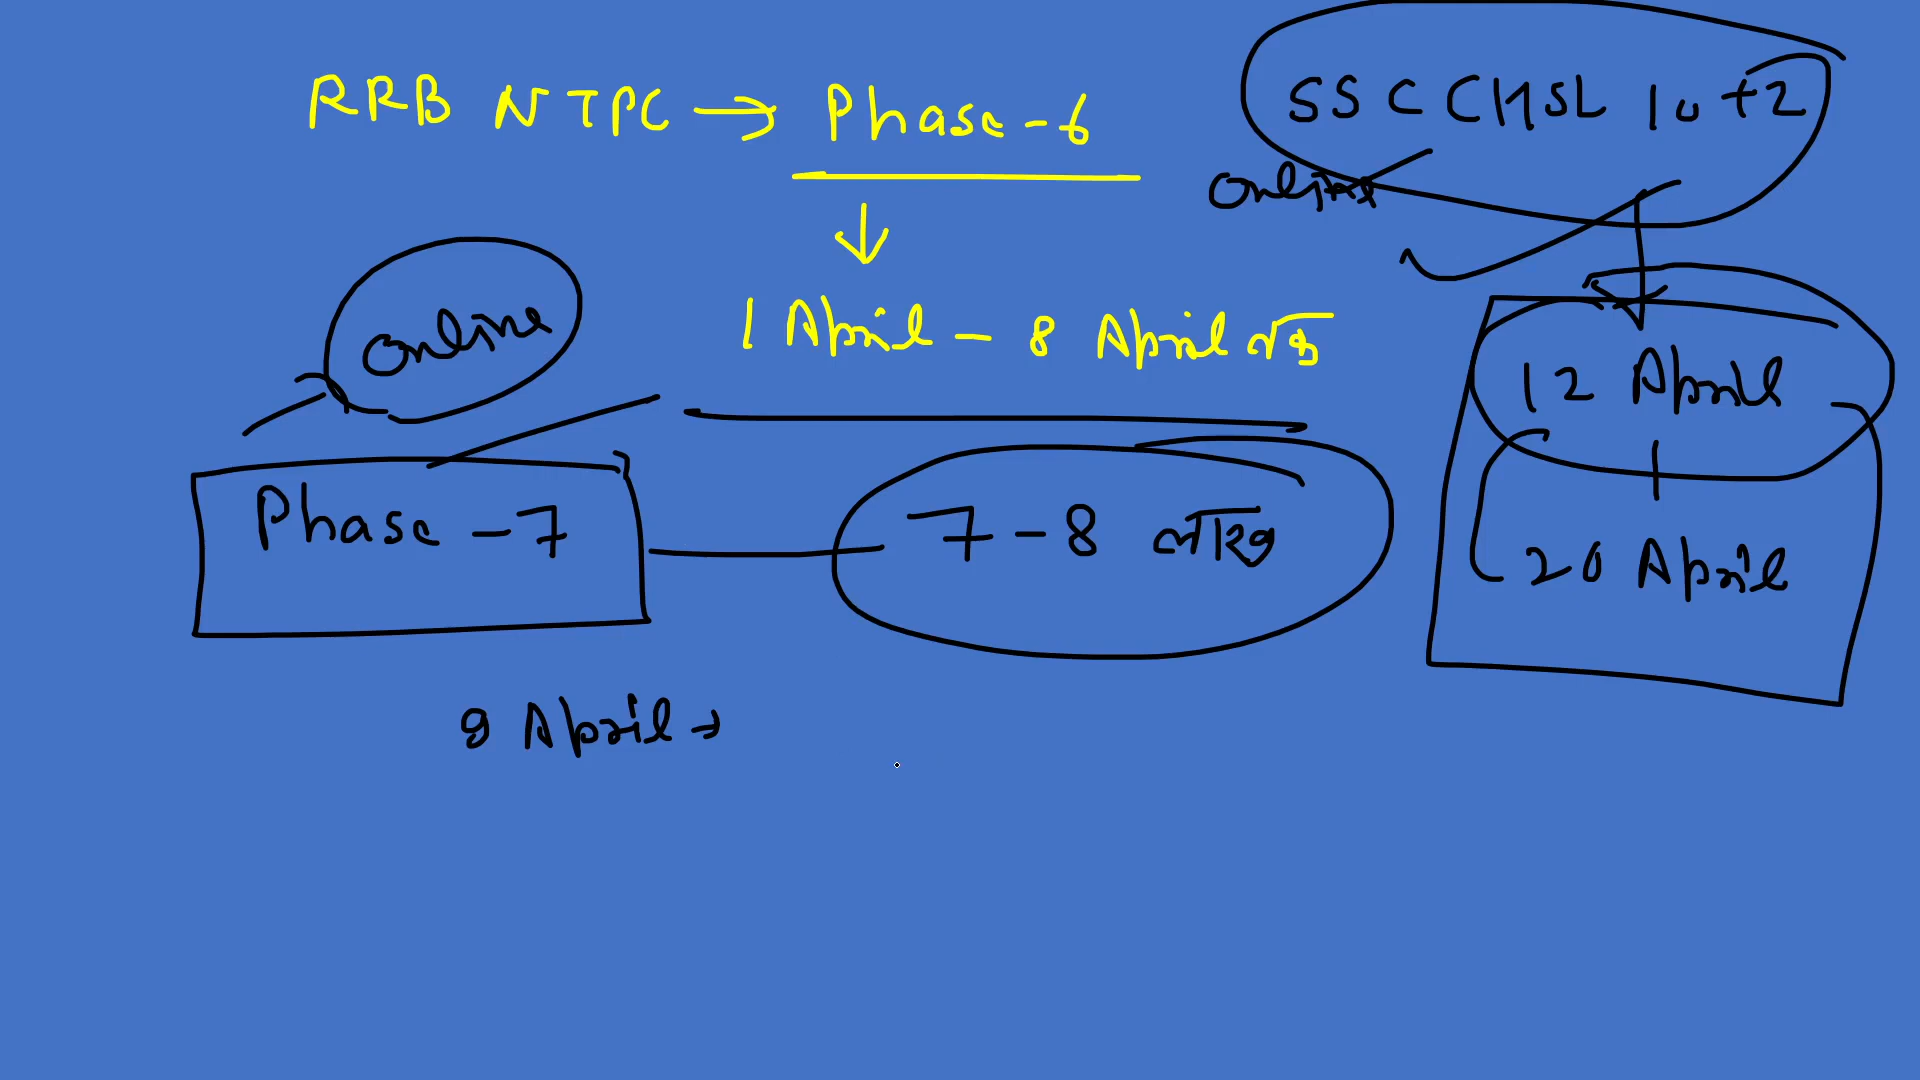 RRB NTPC → Phase-6
SSC CHSL 10+2
online
1 April - 8 April तक
online
12 April
20 April
Phase-7
7-8 लाख
9 April →